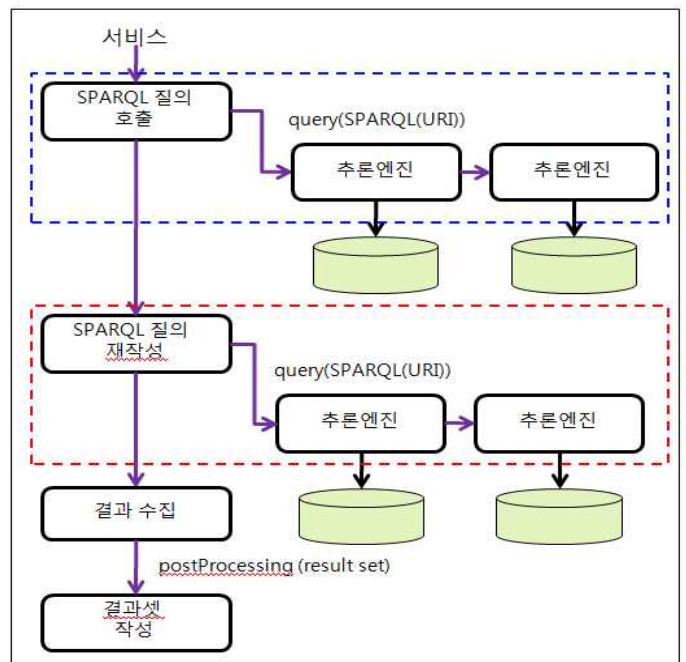 서비스
SPARQL 질의
호출
query(SPARQL(URI))
추론엔진
추론엔진
SPARQL 질의
재작성
query(SPARQL(URI))
추론엔진
추론엔진
결과 수집
postProcessing (result set)
결과셋
작성